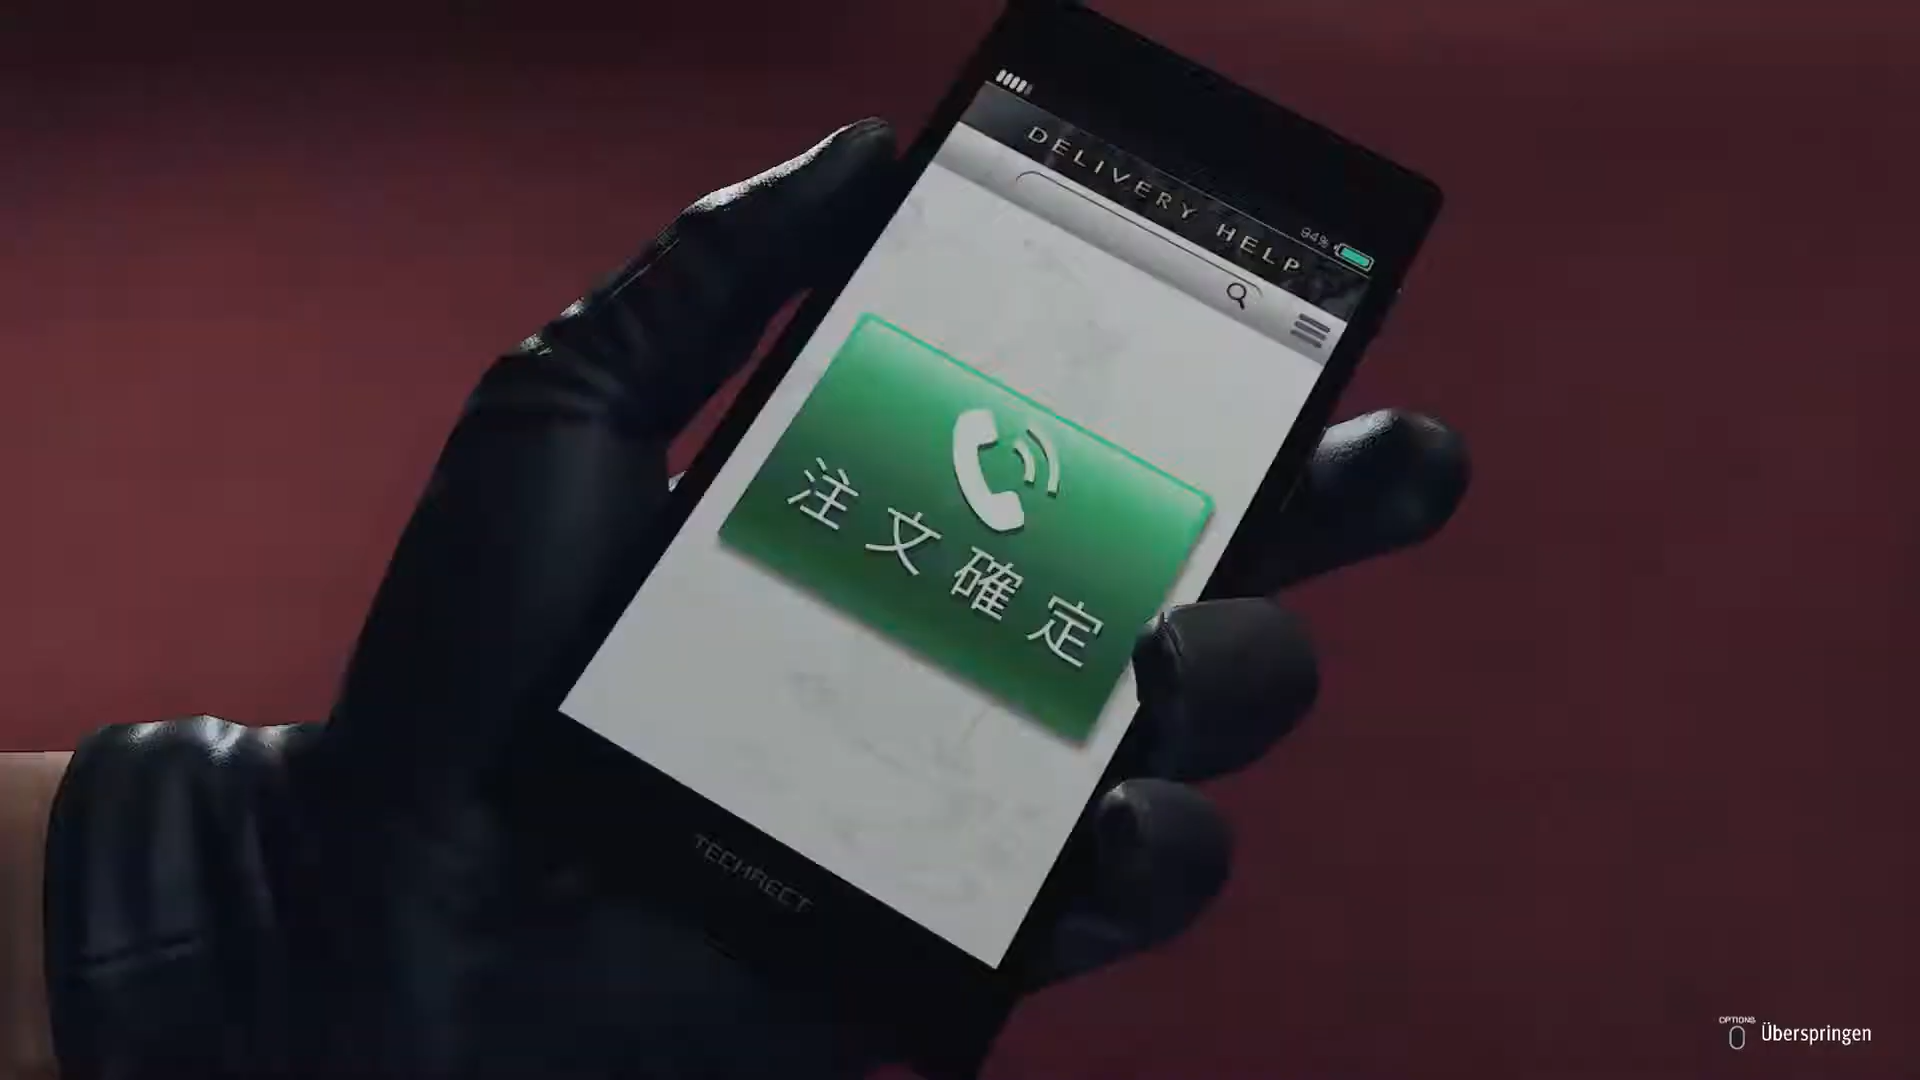 94%
DELIVERY HELP
注文確定
TECHRECT
OPTIONS
Überspringen